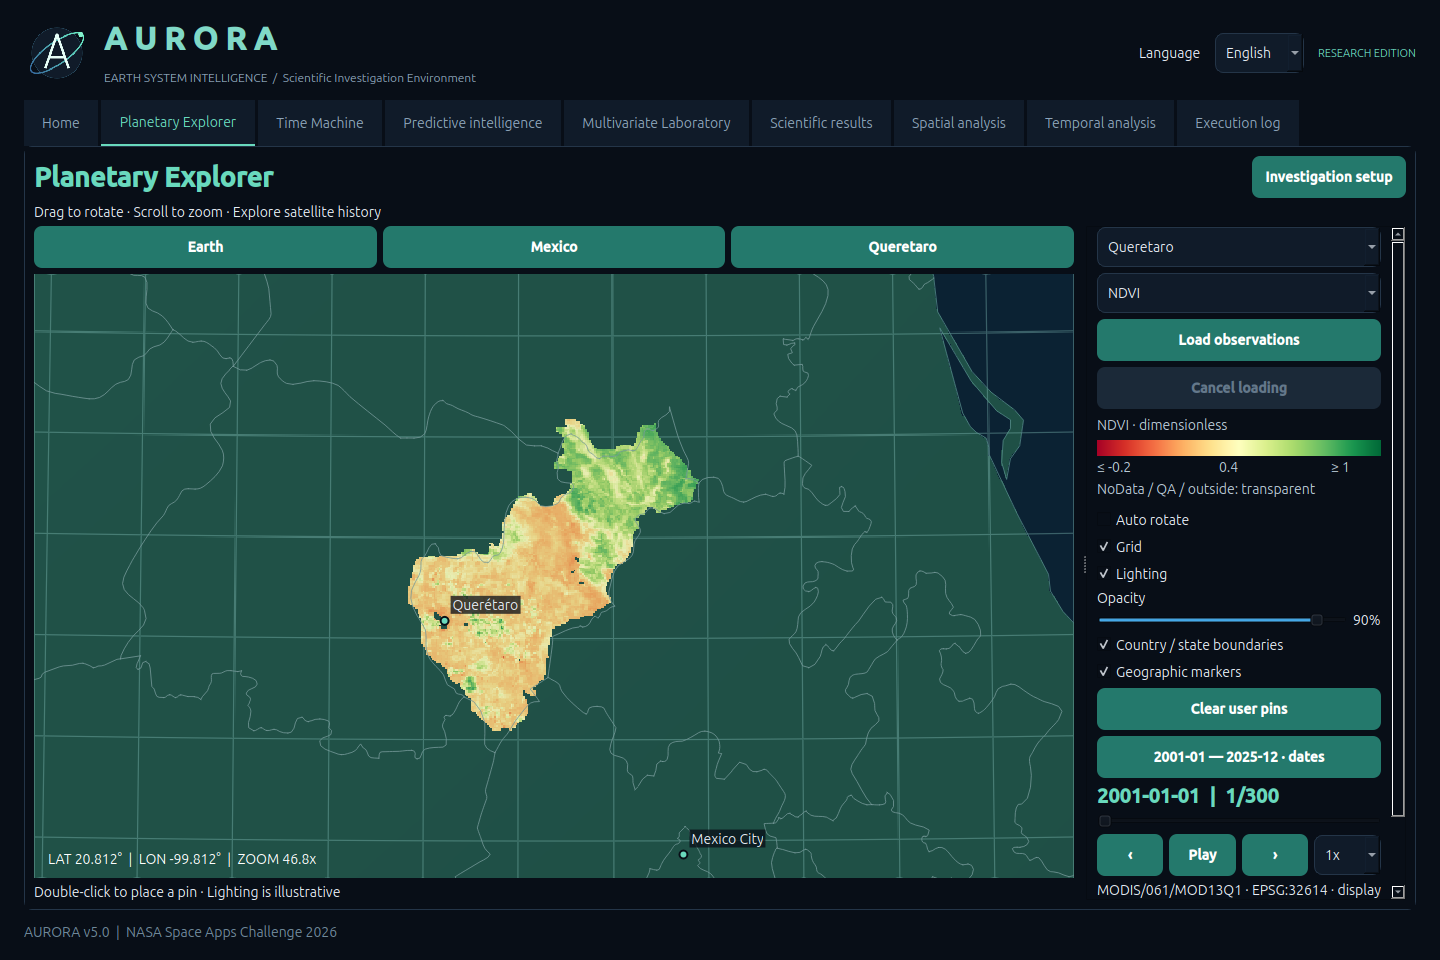 AURORA
EARTH SYSTEM INTELLIGENCE / Scientific Investigation Environment
Language
English
RESEARCH EDITION
Home
Planetary Explorer
Time Machine
Predictive intelligence
Multivariate Laboratory
Scientific results
Spatial analysis
Temporal analysis
Execution log
Planetary Explorer
Investigation setup
Drag to rotate · Scroll to zoom · Explore satellite history
Earth
Mexico
Queretaro
Querétaro
Mexico City
LAT 20.812° | LON -99.812° | ZOOM 46.8x
Double-click to place a pin · Lighting is illustrative
Queretaro
NDVI
Load observations
Cancel loading
NDVI · dimensionless
≤ -0.2
0.4
≥ 1
NoData / QA / outside: transparent
Auto rotate
Grid
Lighting
Opacity
90%
Country / state boundaries
Geographic markers
Clear user pins
2001-01 — 2025-12 · dates
2001-01-01 | 1/300
‹
Play
›
1x
MODIS/061/MOD13Q1 · EPSG:32614 · display
AURORA v5.0 | NASA Space Apps Challenge 2026